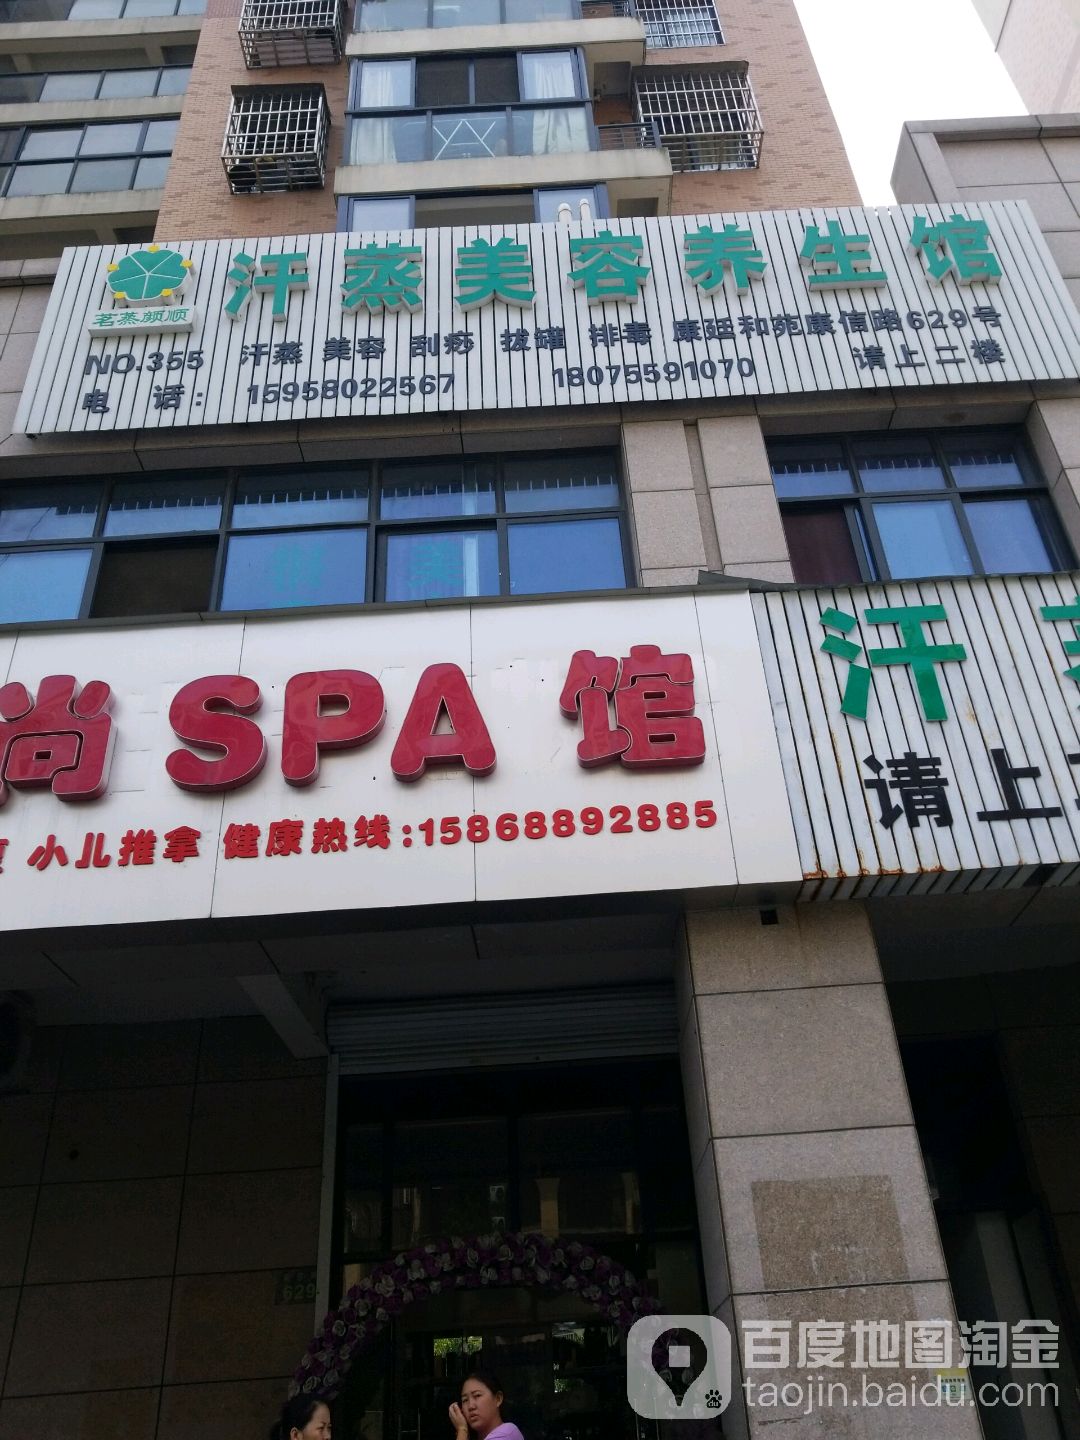 汗蒸美容养生馆
茗蒸颜顺
NO.355 汗蒸 美容 刮痧 拔罐 排毒 康廷和苑康信路629号
电 话: 15958022567 18075591070 请上二楼
美
尚SPA馆
小儿推拿 健康热线:15868892885
汗
请上
629
百度地图淘金
taojin.baidu.com